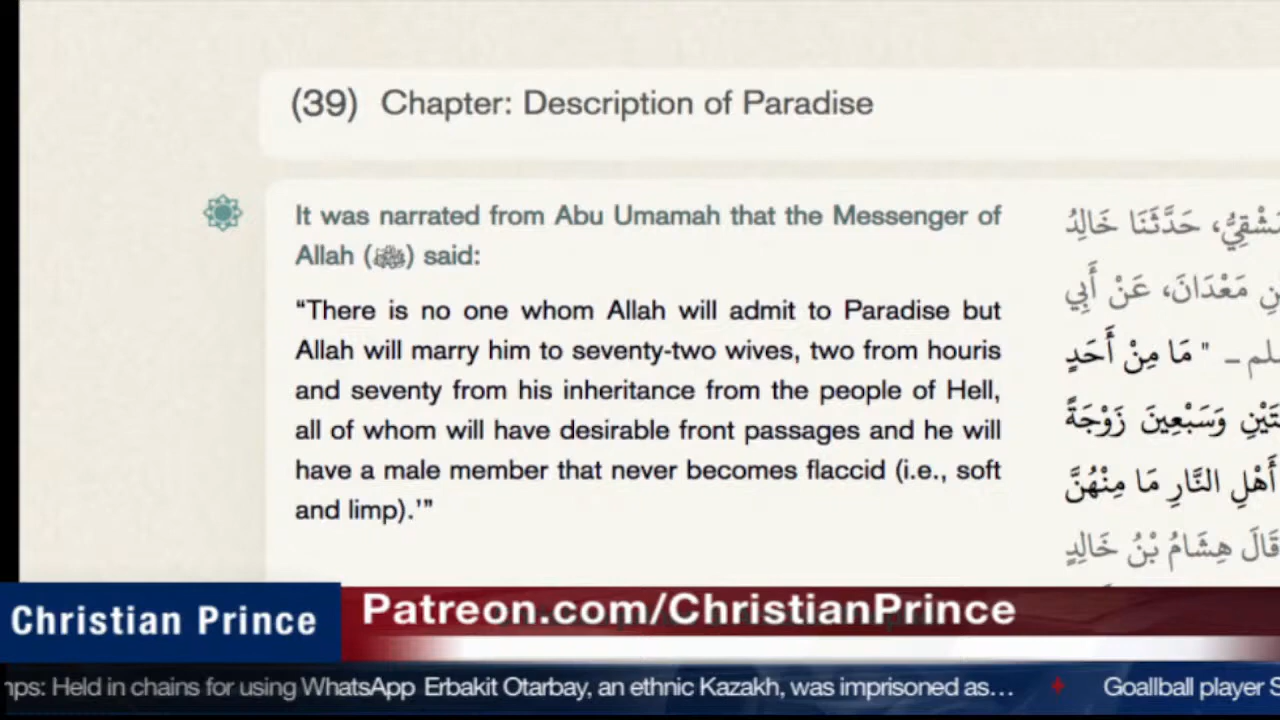 (39) Chapter: Description of Paradise
It was narrated from Abu Umamah that the Messenger of
Allah (ﷺ) said:
“There is no one whom Allah will admit to Paradise but
Allah will marry him to seventy-two wives, two from houris
and seventy from his inheritance from the people of Hell,
all of whom will have desirable front passages and he will
have a male member that never becomes flaccid (i.e., soft
and limp).’”
حَدَّثَنَا خَالِدُ
مَعْدَانَ، عَنْ أَبِي
ـ " مَا مِنْ أَحَدٍ
وَسَبْعِينَ زَوْجَةً
أَهْلِ النَّارِ مَا مِنْهُنَّ
قَالَ هِشَامُ بْنُ خَالِدٍ
Christian Prince
Patreon.com/ChristianPrince
Held in chains for using WhatsApp Erbakit Otarbay, an ethnic Kazakh, was imprisoned as… Goallball player